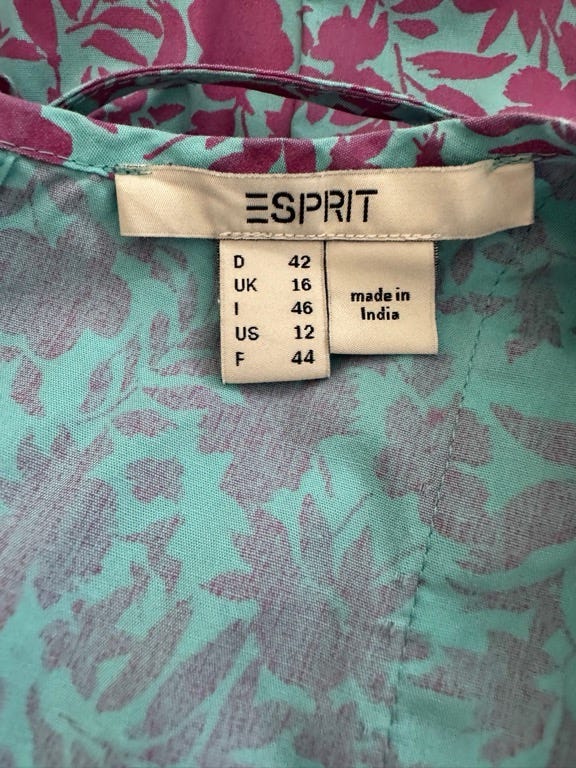 ESPRIT
D 42
UK 16
I 46
US 12
F 44
made in
India